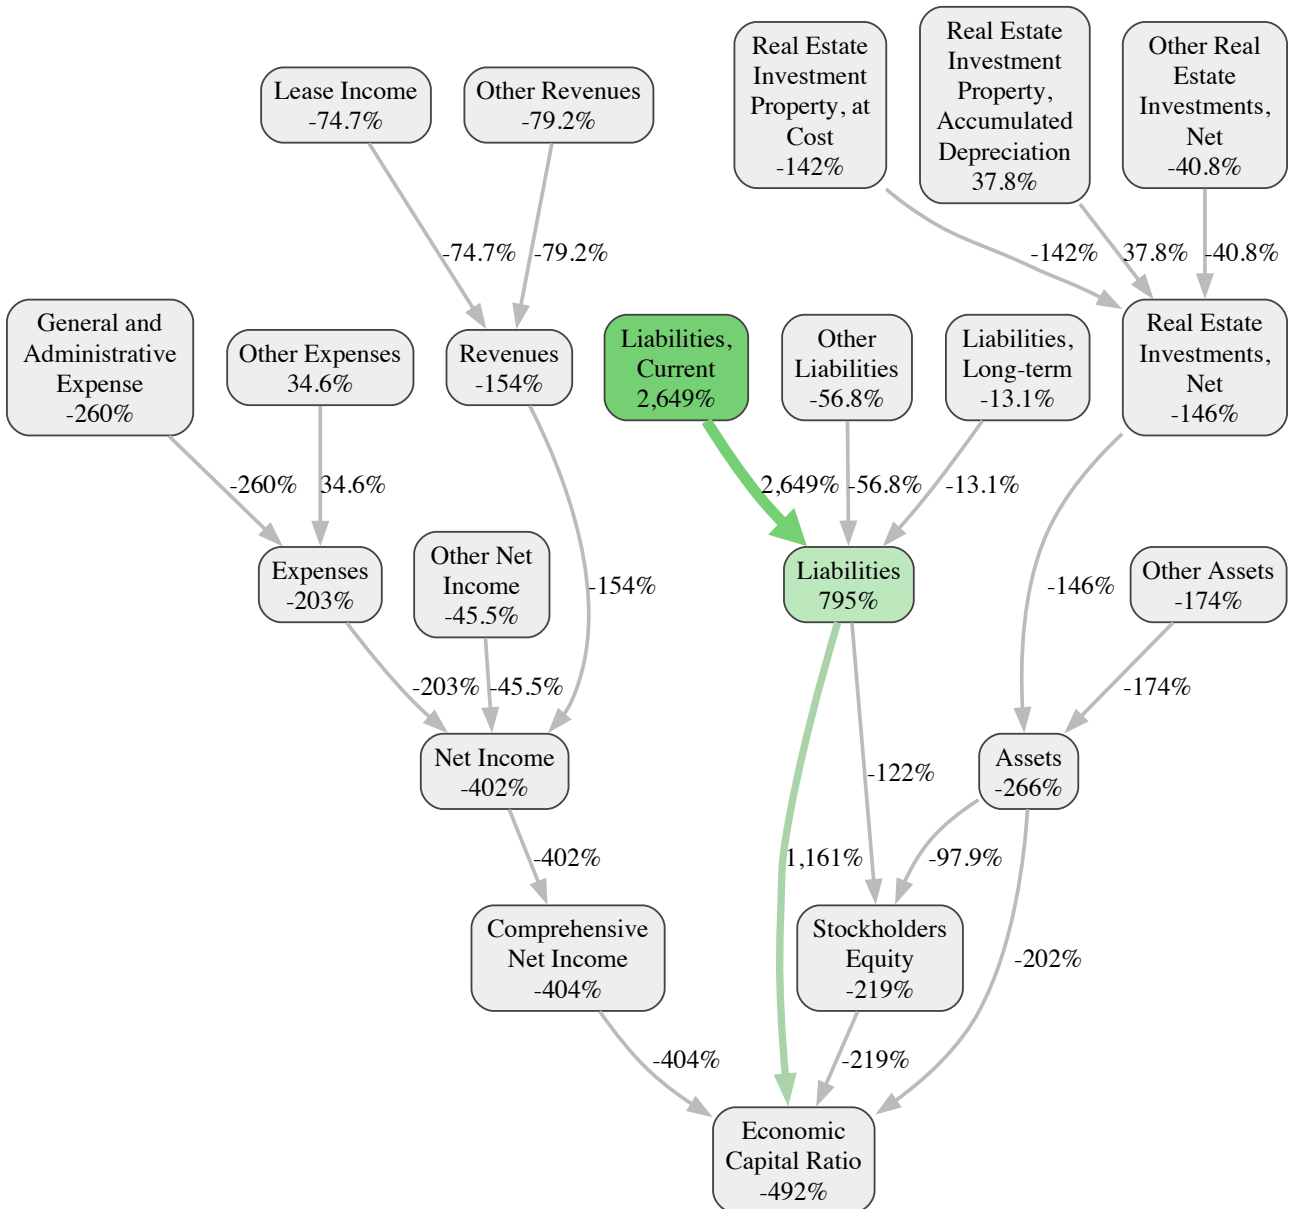 Real Estate
Investment
Property, at
Cost
-142%
Real Estate
Investment
Property,
Accumulated
Depreciation
37.8%
Other Real
Estate
Investments,
Net
-40.8%
Lease Income
-74.7%
Other Revenues
-79.2%
-74.7%
-79.2%
-142%
37.8%
-40.8%
General and
Administrative
Expense
-260%
Other Expenses
34.6%
Revenues
-154%
Liabilities,
Current
2,649%
Other
Liabilities
-56.8%
Liabilities,
Long-term
-13.1%
Real Estate
Investments,
Net
-146%
-260%
34.6%
2,649%
-56.8%
-13.1%
Expenses
-203%
Other Net
Income
-45.5%
-154%
Liabilities
795%
-146%
Other Assets
-174%
-203%
-45.5%
-174%
Net Income
-402%
-122%
Assets
-266%
-402%
1,161%
-97.9%
Comprehensive
Net Income
-404%
Stockholders
Equity
-219%
-202%
-404%
-219%
Economic
Capital Ratio
-492%